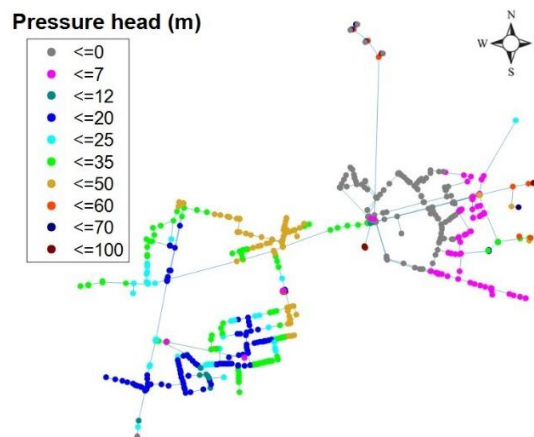 Pressure head (m)
<=0
<=7
<=12
<=20
<=25
<=35
<=50
<=60
<=70
<=100
N
W
E
S